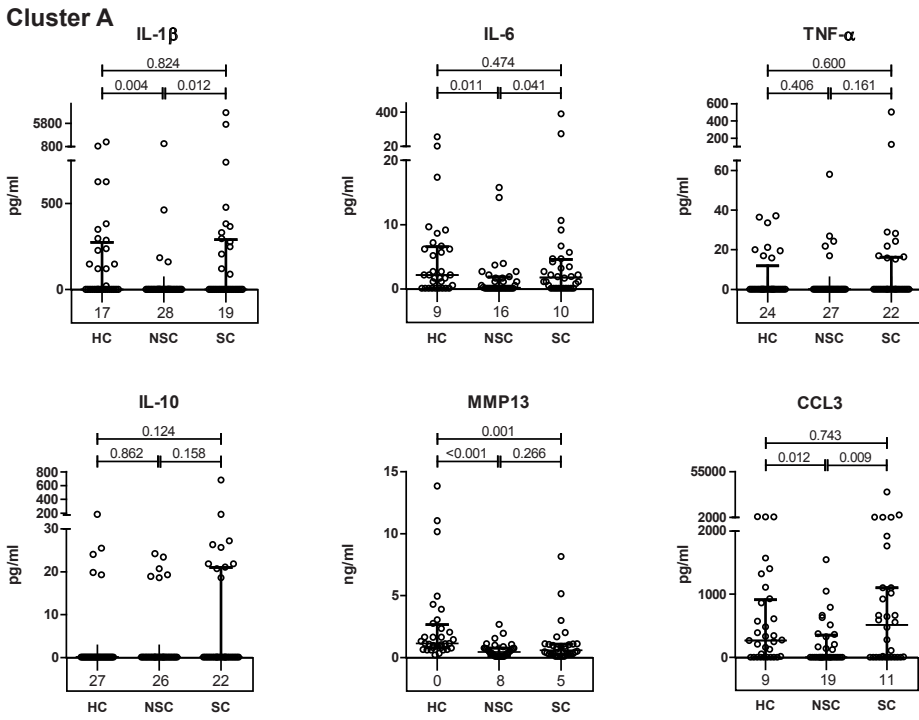 Cluster A
IL-1β
0.824
0.004 0.012
5800
800
500
0
pg/ml
17 28 19
HC NSC SC
IL-6
0.474
0.011 0.041
400
20
20
10
0
pg/ml
9 16 10
HC NSC SC
TNF-α
0.600
0.406 0.161
600
400
200
60
40
20
0
pg/ml
24 27 22
HC NSC SC
IL-10
0.124
0.862 0.158
800
600
400
200
30
20
10
0
pg/ml
27 26 22
HC NSC SC
MMP13
0.001
<0.001 0.266
15
10
5
0
ng/ml
0 8 5
HC NSC SC
CCL3
0.743
0.012 0.009
55000
2000
2000
1000
0
pg/ml
9 19 11
HC NSC SC